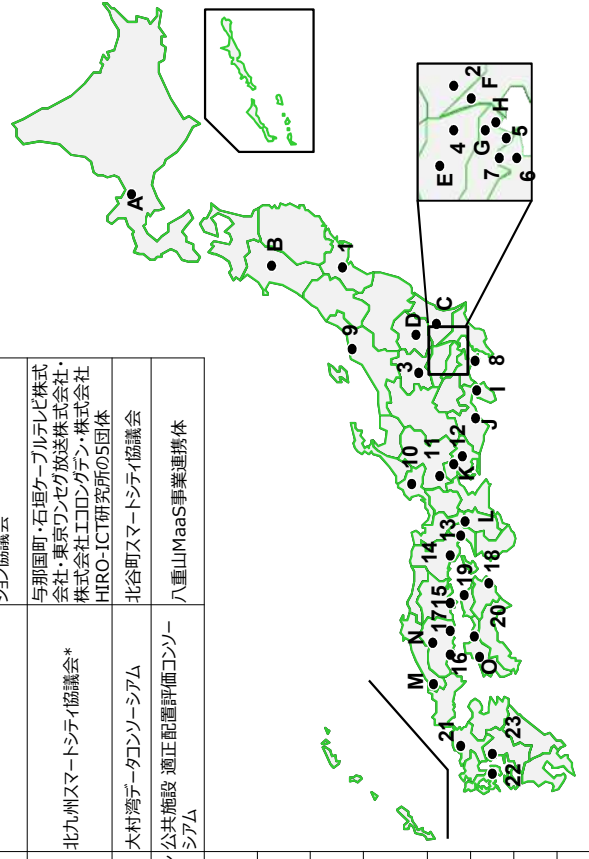 ション協議会
北九州スマートシティ協議会*
与那国町・石垣ケーブルテレビ株式
会社・東京ワンセグ放送株式会社・
株式会社エコロングデン・株式会社
HIRO-ICT研究所の5団体
大村湾データコンソーシアム
北谷町スマートシティ協議会
公共施設 適正配置評価コンソー
シアム
八重山MaaS事業連携体
A
B
1
9
C
D
3
8
I
J
10
11
12
K
L
13
14
18
19
15
17
N
20
16
O
M
21
23
22
E
4
2
F
G
H
7
5
6